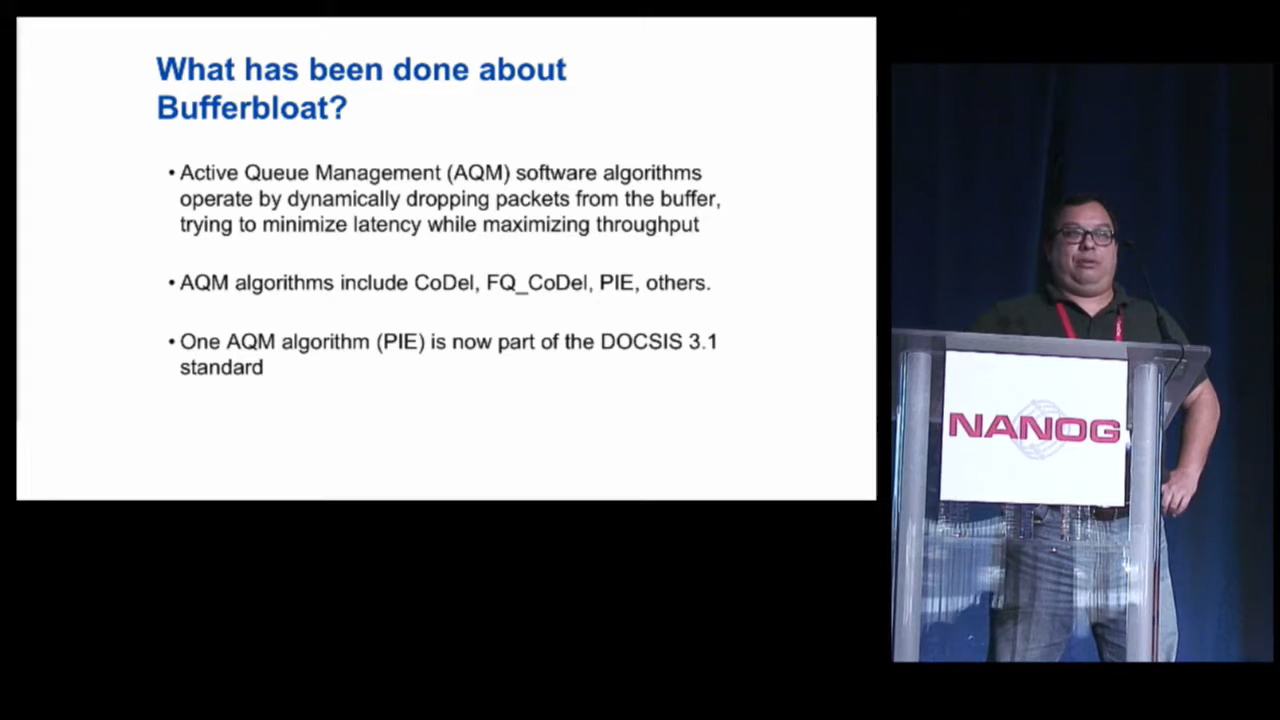 What has been done about
Bufferbloat?
• Active Queue Management (AQM) software algorithms
operate by dynamically dropping packets from the buffer,
trying to minimize latency while maximizing throughput
• AQM algorithms include CoDel, FQ_CoDel, PIE, others.
• One AQM algorithm (PIE) is now part of the DOCSIS 3.1
standard
NANOG